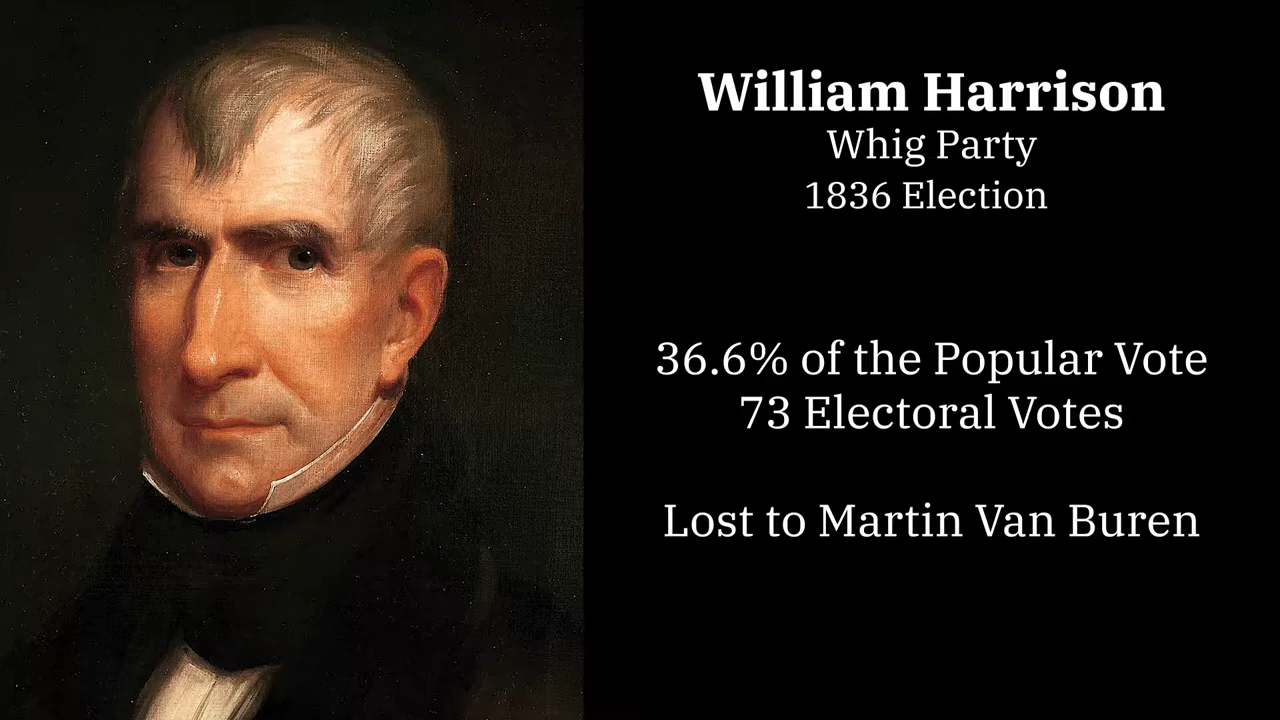 William Harrison
Whig Party
1836 Election
36.6% of the Popular Vote
73 Electoral Votes
Lost to Martin Van Buren